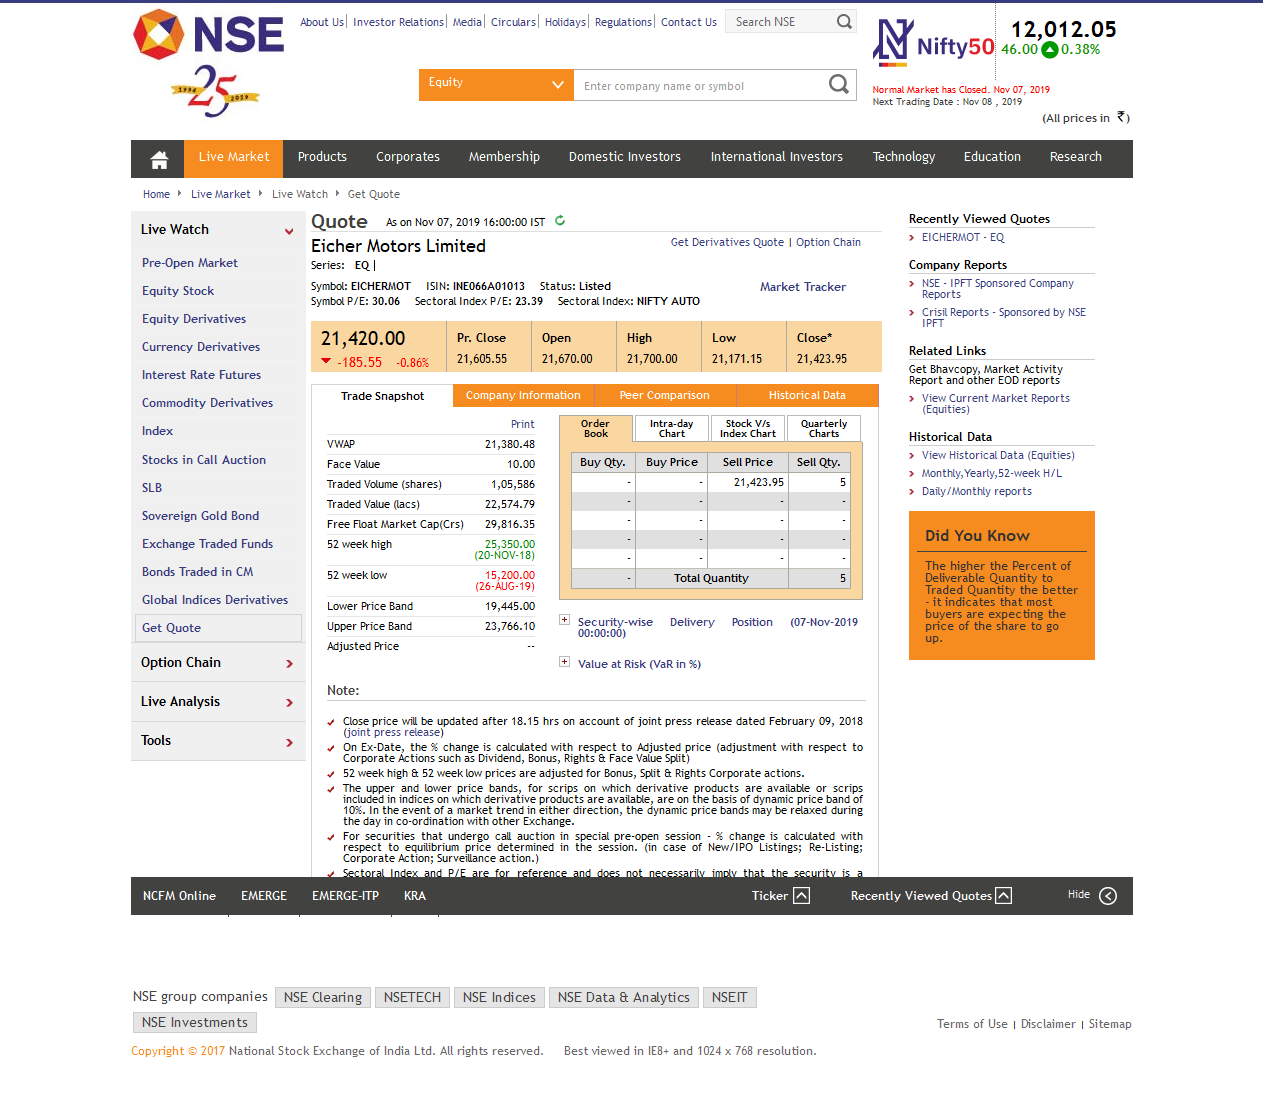 NSE
1994 25 2019
About Us | Investor Relations | Media | Circulars | Holidays | Regulations | Contact Us
Search NSE
Nifty50
12,012.05
46.00 0.38%
Equity
Enter company name or symbol
Normal Market has Closed. Nov 07, 2019
Next Trading Date : Nov 08 , 2019
(All prices in ₹)
Live Market Products Corporates Membership Domestic Investors International Investors Technology Education Research
Home Live Market Live Watch Get Quote
Live Watch
Pre-Open Market
Equity Stock
Equity Derivatives
Currency Derivatives
Interest Rate Futures
Commodity Derivatives
Index
Stocks in Call Auction
SLB
Sovereign Gold Bond
Exchange Traded Funds
Bonds Traded in CM
Global Indices Derivatives
Get Quote
Option Chain
Live Analysis
Tools
Quote As on Nov 07, 2019 16:00:00 IST
Eicher Motors Limited
Get Derivatives Quote | Option Chain
Series: EQ |
Symbol: EICHERMOT ISIN: INE066A01013 Status: Listed
Market Tracker
Symbol P/E: 30.06 Sectoral Index P/E: 23.39 Sectoral Index: NIFTY AUTO
21,420.00 Pr. Close Open High Low Close*
-185.55 -0.86% 21,605.55 21,670.00 21,700.00 21,171.15 21,423.95
Trade Snapshot Company Information Peer Comparison Historical Data
Print
VWAP 21,380.48
Face Value 10.00
Traded Volume (shares) 1,05,586
Traded Value (lacs) 22,574.79
Free Float Market Cap(Crs) 29,816.35
52 week high 25,350.00
(20-NOV-18)
52 week low 15,200.00
(26-AUG-19)
Lower Price Band 19,445.00
Upper Price Band 23,766.10
Adjusted Price --
Order Intra-day Stock V/s Quarterly
Book Chart Index Chart Charts
Buy Qty. Buy Price Sell Price Sell Qty.
- - 21,423.95 5
- - - -
- - - -
- - - -
- - - -
- Total Quantity 5
Security-wise Delivery Position (07-Nov-2019
00:00:00)
Value at Risk (VaR in %)
Note:
Close price will be updated after 18.15 hrs on account of joint press release dated February 09, 2018
(joint press release)
On Ex-Date, the % change is calculated with respect to Adjusted price (adjustment with respect to
Corporate Actions such as Dividend, Bonus, Rights & Face Value Split)
52 week high & 52 week low prices are adjusted for Bonus, Split & Rights Corporate actions.
The upper and lower price bands, for scrips on which derivative products are available or scrips
included in indices on which derivative products are available, are on the basis of dynamic price band of
10%. In the event of a market trend in either direction, the dynamic price bands may be relaxed during
the day in co-ordination with other Exchange.
For securities that undergo call auction in special pre-open session - % change is calculated with
respect to equilibrium price determined in the session. (in case of New/IPO Listings; Re-Listing;
Corporate Action; Surveillance action.)
Sectoral Index and P/E are for reference and does not necessarily imply that the security is a
Recently Viewed Quotes
EICHERMOT - EQ
Company Reports
NSE - IPFT Sponsored Company
Reports
Crisil Reports - Sponsored by NSE
IPFT
Related Links
Get Bhavcopy, Market Activity
Report and other EOD reports
View Current Market Reports
(Equities)
Historical Data
View Historical Data (Equities)
Monthly,Yearly,52-week H/L
Daily/Monthly reports
Did You Know
The higher the Percent of
Deliverable Quantity to
Traded Quantity the better
- it indicates that most
buyers are expecting the
price of the share to go
up.
NCFM Online EMERGE EMERGE-ITP KRA Ticker Recently Viewed Quotes Hide
NSE group companies NSE Clearing NSETECH NSE Indices NSE Data & Analytics NSEIT
NSE Investments
Terms of Use | Disclaimer | Sitemap
Copyright © 2017 National Stock Exchange of India Ltd. All rights reserved. Best viewed in IE8+ and 1024 x 768 resolution.